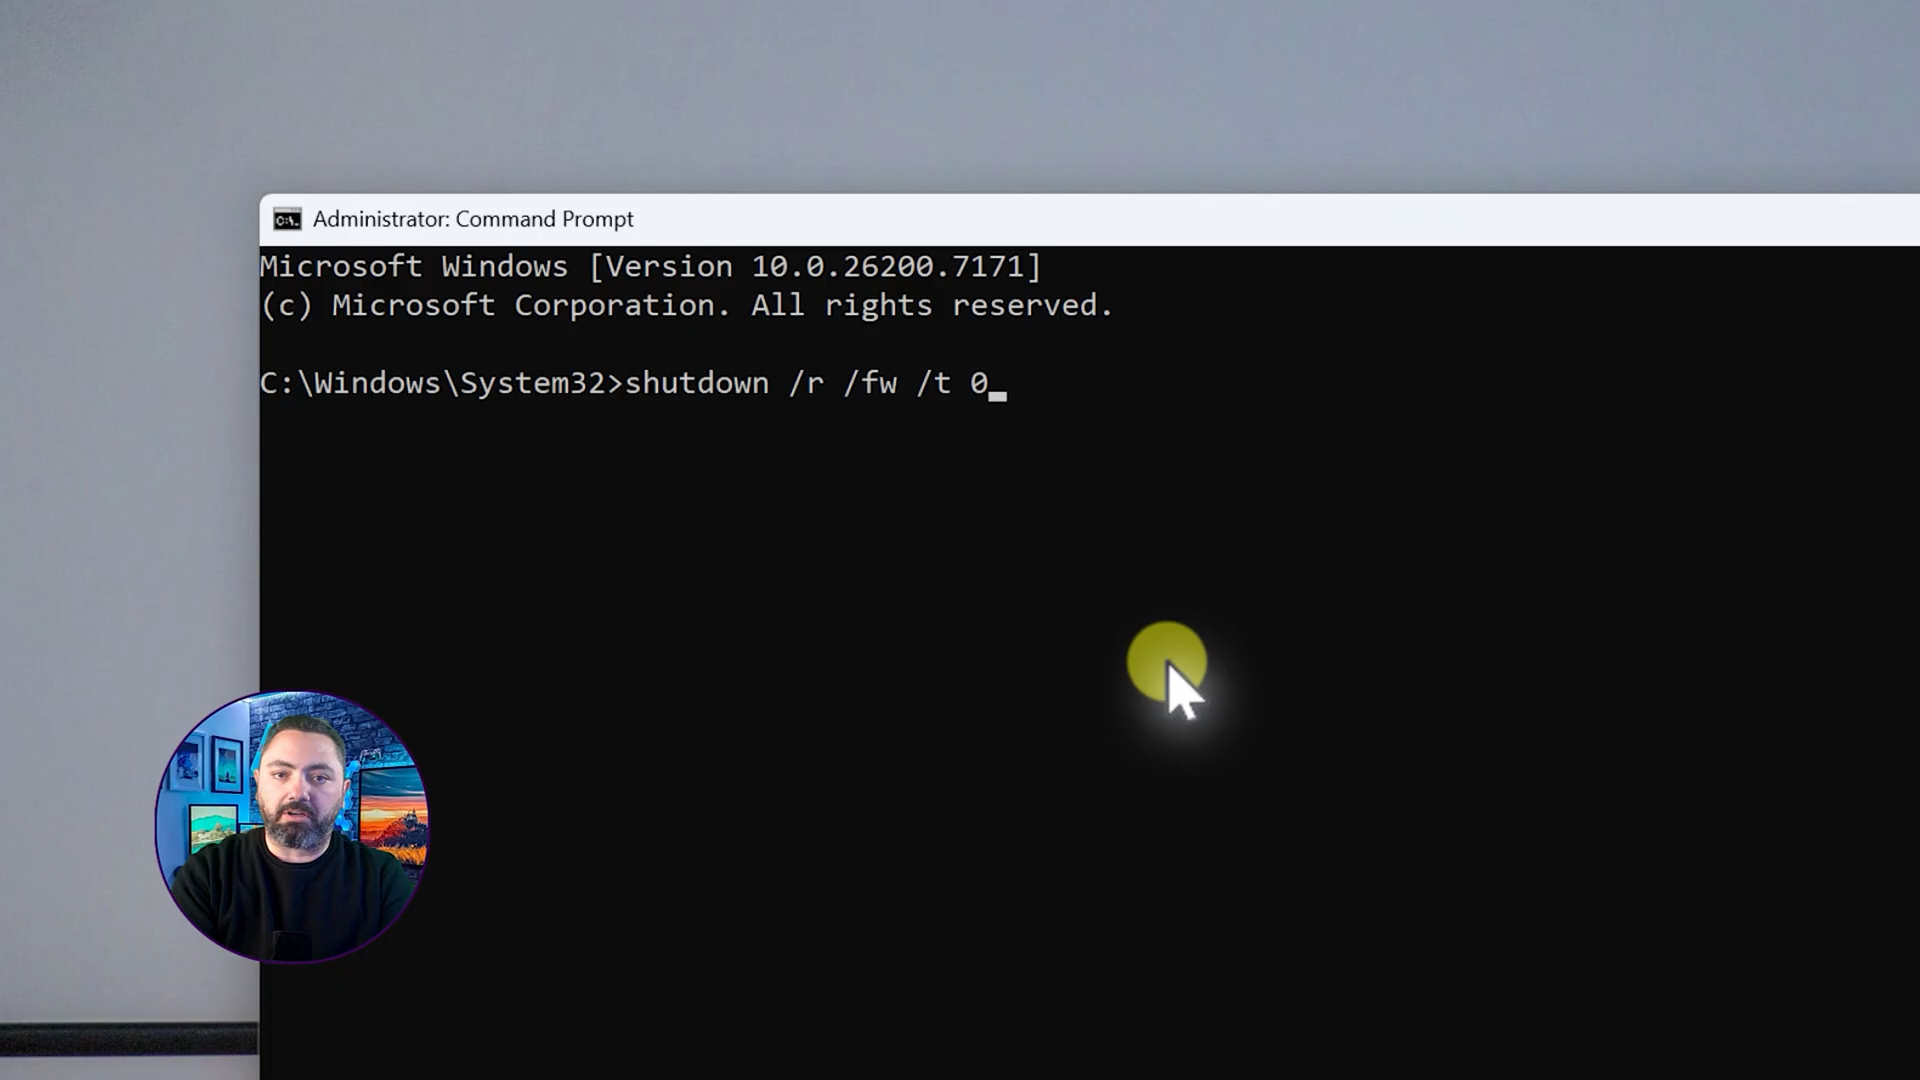 Administrator: Command Prompt
Microsoft Windows [Version 10.0.26200.7171]
(c) Microsoft Corporation. All rights reserved.
C:\Windows\System32>shutdown /r /fw /t 0